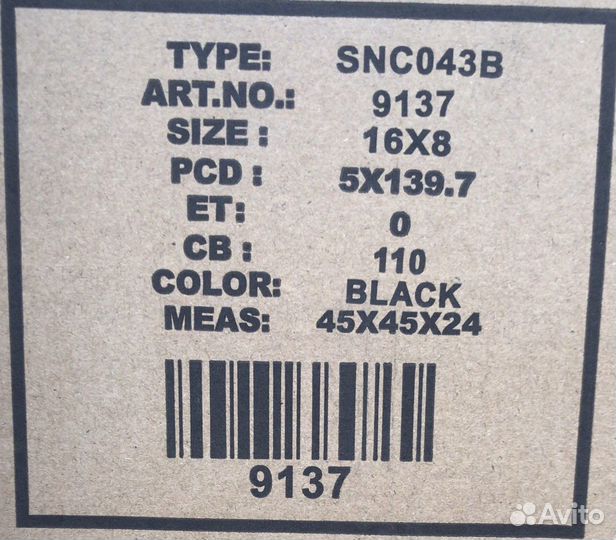 TYPE: SNC043B
ART.NO.: 9137
SIZE : 16X8
PCD : 5X139.7
ET: 0
CB : 110
COLOR: BLACK
MEAS: 45X45X24
9137
Avito